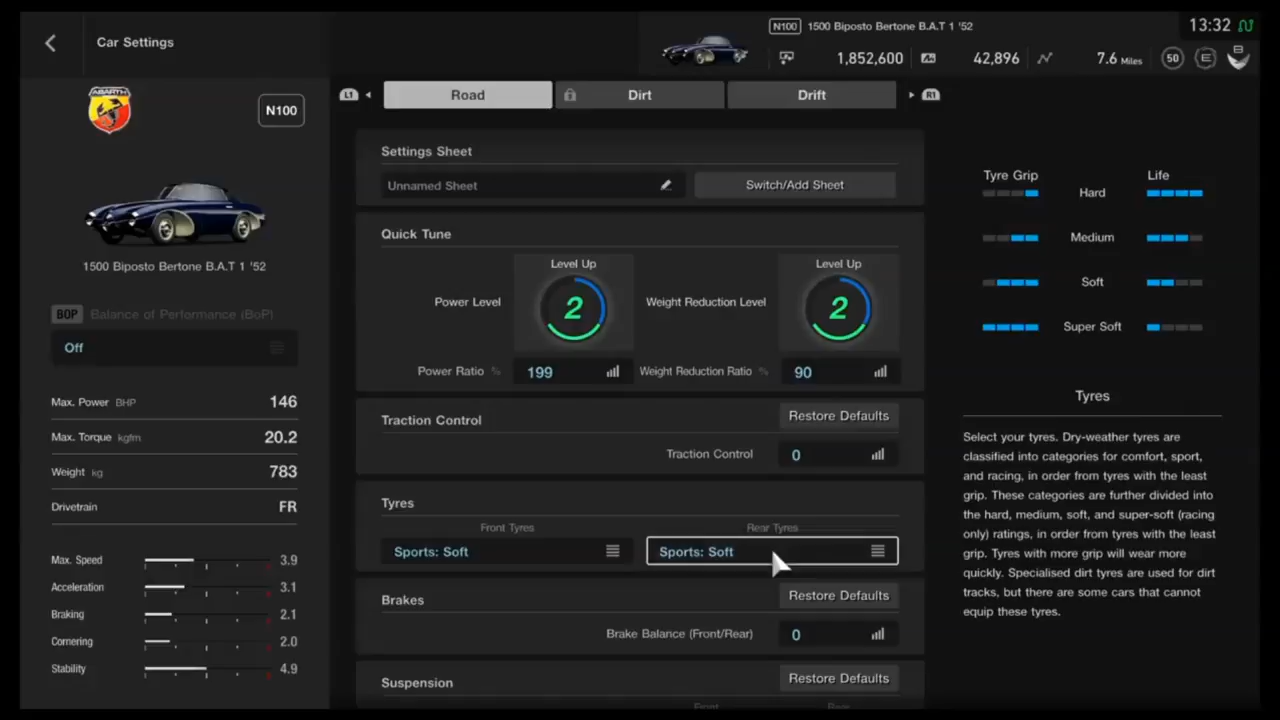 Car Settings
N100 1500 Biposto Bertone B.A.T 1 '52
13:32
1,852,600
42,896
7.6 Miles
50
E
B
L1
Road
Dirt
Drift
R1
ABARTH
N100
1500 Biposto Bertone B.A.T 1 '52
BOP Balance of Performance (BoP)
Off
Max. Power BHP 146
Max. Torque kgfm 20.2
Weight kg 783
Drivetrain FR
Max. Speed 3.9
Acceleration 3.1
Braking 2.1
Cornering 2.0
Stability 4.9
Settings Sheet
Unnamed Sheet
Switch/Add Sheet
Quick Tune
Level Up
Level Up
Power Level 2
Weight Reduction Level 2
Power Ratio % 199
Weight Reduction Ratio % 90
Traction Control
Restore Defaults
Traction Control 0
Tyres
Front Tyres
Rear Tyres
Sports: Soft
Sports: Soft
Brakes
Restore Defaults
Brake Balance (Front/Rear) 0
Suspension
Restore Defaults
Front
Rear
Tyre Grip
Life
Hard
Medium
Soft
Super Soft
Tyres
Select your tyres. Dry-weather tyres are
classified into categories for comfort, sport,
and racing, in order from tyres with the least
grip. These categories are further divided into
the hard, medium, soft, and super-soft (racing
only) ratings, in order from tyres with the least
grip. Tyres with more grip will wear more
quickly. Specialised dirt tyres are used for dirt
tracks, but there are some cars that cannot
equip these tyres.